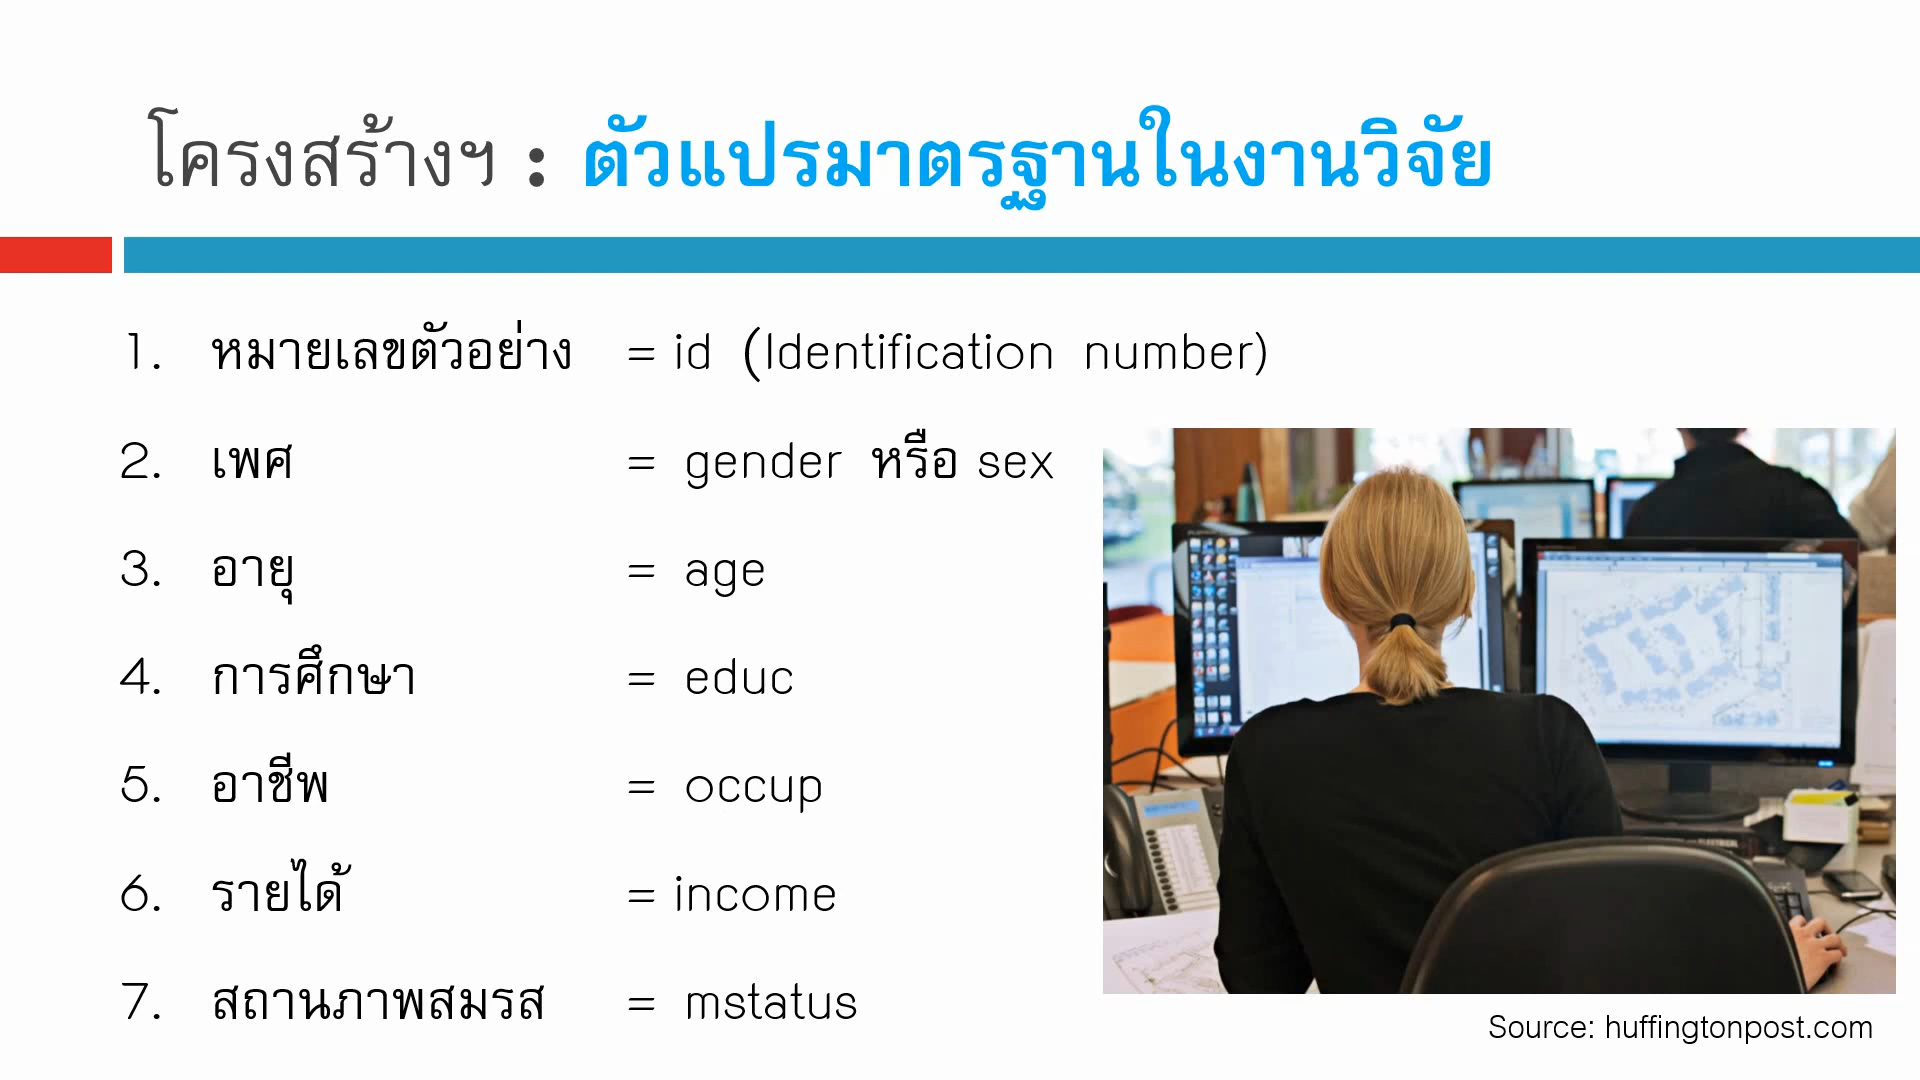 โครงสร้างฯ : ตัวแปรมาตรฐานในงานวิจัย
1. หมายเลขตัวอย่าง = id (Identification number)
2. เพศ = gender หรือ sex
3. อายุ = age
4. การศึกษา = educ
5. อาชีพ = occup
6. รายได้ = income
7. สถานภาพสมรส = mstatus
Source: huffingtonpost.com